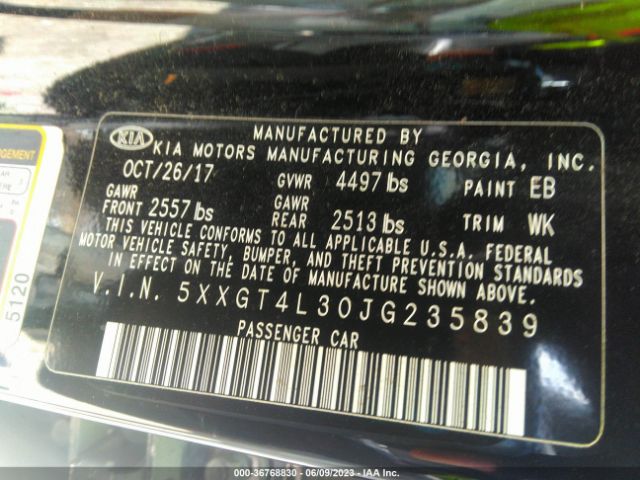 MANUFACTURED BY
KIA KIA MOTORS MANUFACTURING GEORGIA, INC.
OCT/26/17 GVWR 4497 lbs PAINT EB
GAWR FRONT 2557 lbs GAWR REAR 2513 lbs TRIM WK
THIS VEHICLE CONFORMS TO ALL APPLICABLE U.S.A. FEDERAL
MOTOR VEHICLE SAFETY, BUMPER, AND THEFT PREVENTION STANDARDS
IN EFFECT ON THE DATE OF MANUFACTURE SHOWN ABOVE.
V.I.N. 5XXGT4L30JG235839
PASSENGER CAR
5120
000-36768830 - 06/09/2023 - IAA Inc.